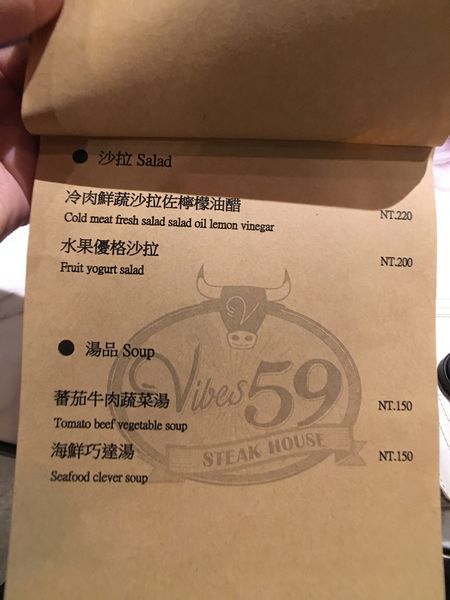 ● 沙拉 Salad
冷肉鮮蔬沙拉佐檸檬油醋 NT.220
Cold meat fresh salad salad oil lemon vinegar
水果優格沙拉 NT.200
Fruit yogurt salad
● 湯品 Soup
Vibes 59
STEAK HOUSE
蕃茄牛肉蔬菜湯 NT.150
Tomato beef vegetable soup
海鮮巧達湯 NT.150
Seafood clever soup